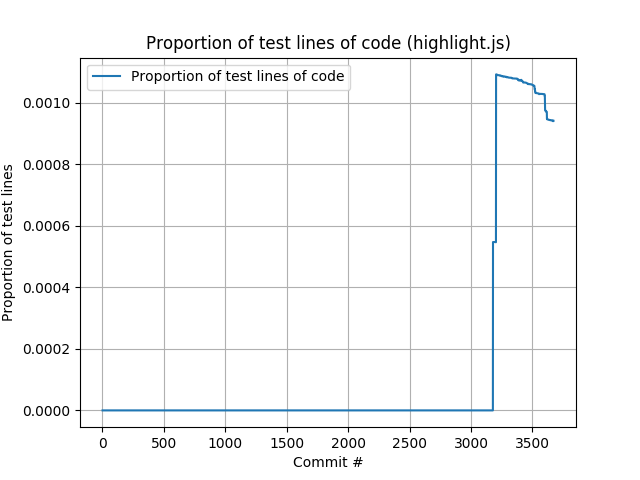 Proportion of test lines of code (highlight.js)
Proportion of test lines of code
Proportion of test lines
0.0010
0.0008
0.0006
0.0004
0.0002
0.0000
0 500 1000 1500 2000 2500 3000 3500
Commit #